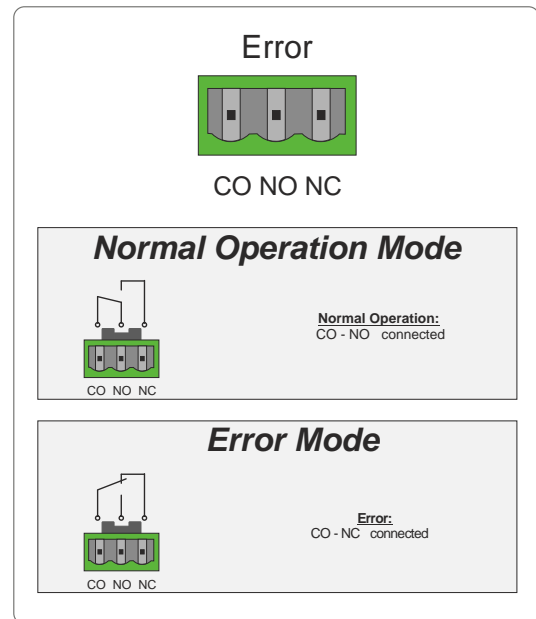 Error
CO NO NC
Normal Operation Mode
Normal Operation:
CO - NO connected
CO NO NC
Error Mode
Error:
CO - NC connected
CO NO NC